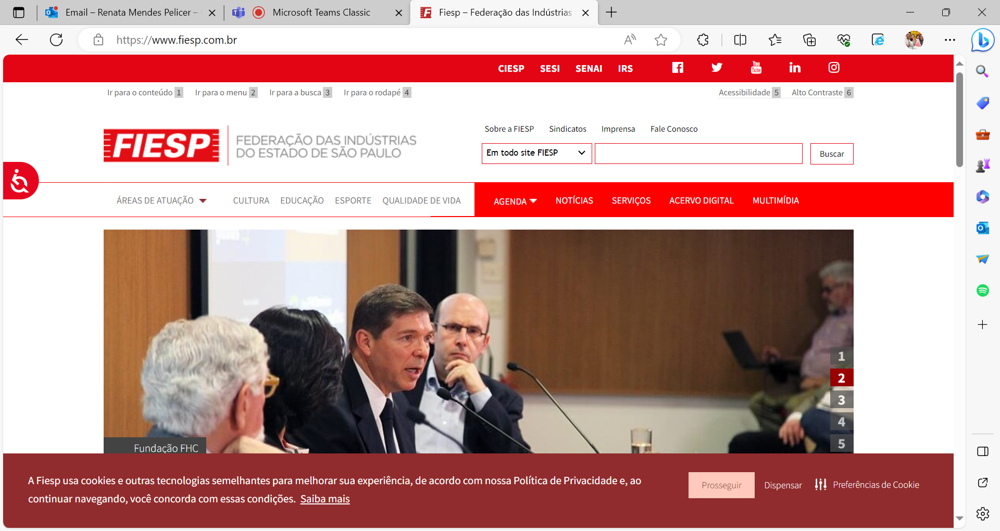 Email – Renata Mendes Pelicer –
Microsoft Teams Classic
Fiesp – Federação das Indústrias
https://www.fiesp.com.br
CIESP SESI SENAI IRS You Tube in
Ir para o conteúdo 1 Ir para o menu 2 Ir para a busca 3 Ir para o rodapé 4 Acessibilidade 5 Alto Contraste 6
Sobre a FIESP Sindicatos Imprensa Fale Conosco
FIESP FEDERAÇÃO DAS INDÚSTRIAS
DO ESTADO DE SÃO PAULO
Em todo site FIESP Buscar
ÁREAS DE ATUAÇÃO CULTURA EDUCAÇÃO ESPORTE QUALIDADE DE VIDA AGENDA NOTÍCIAS SERVIÇOS ACERVO DIGITAL MULTIMÍDIA
1
2
3
4
5
Fundação FHC
A Fiesp usa cookies e outras tecnologias semelhantes para melhorar sua experiência, de acordo com nossa Política de Privacidade e, ao
continuar navegando, você concorda com essas condições. Saiba mais
Prosseguir Dispensar Preferências de Cookie